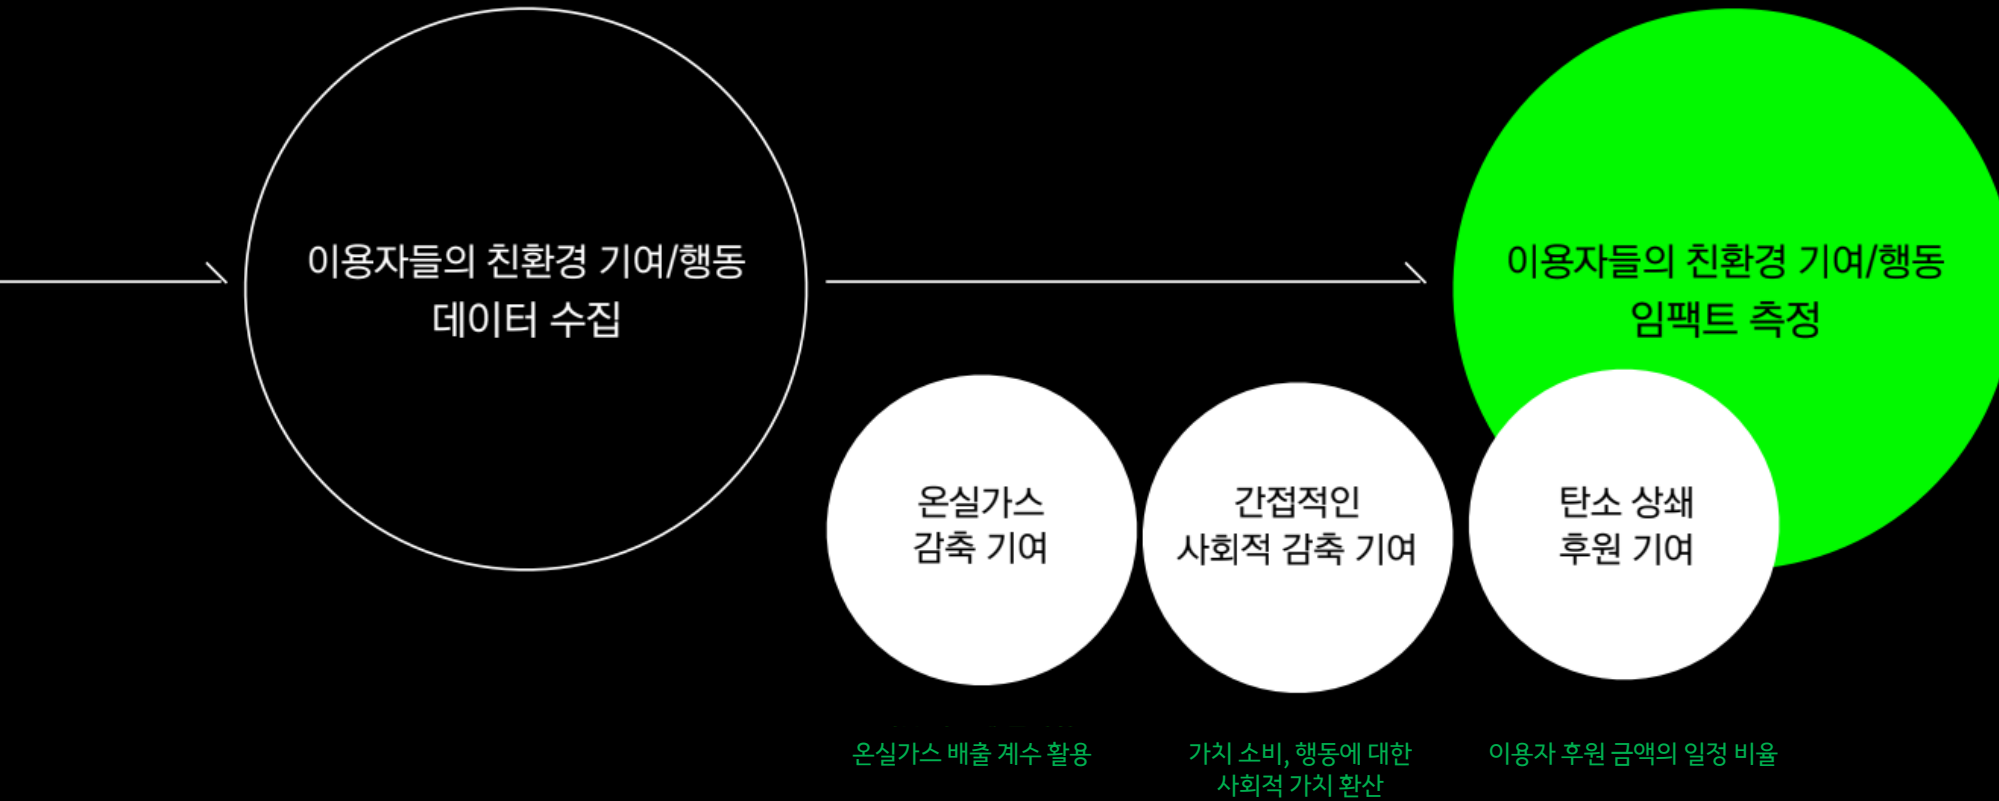 이용자들의 친환경 기여/행동
데이터 수집
이용자들의 친환경 기여/행동
임팩트 측정
온실가스
감축 기여
간접적인
사회적 감축 기여
탄소 상쇄
후원 기여
온실가스 배출 계수 활용
가치 소비, 행동에 대한
사회적 가치 환산
이용자 후원 금액의 일정 비율